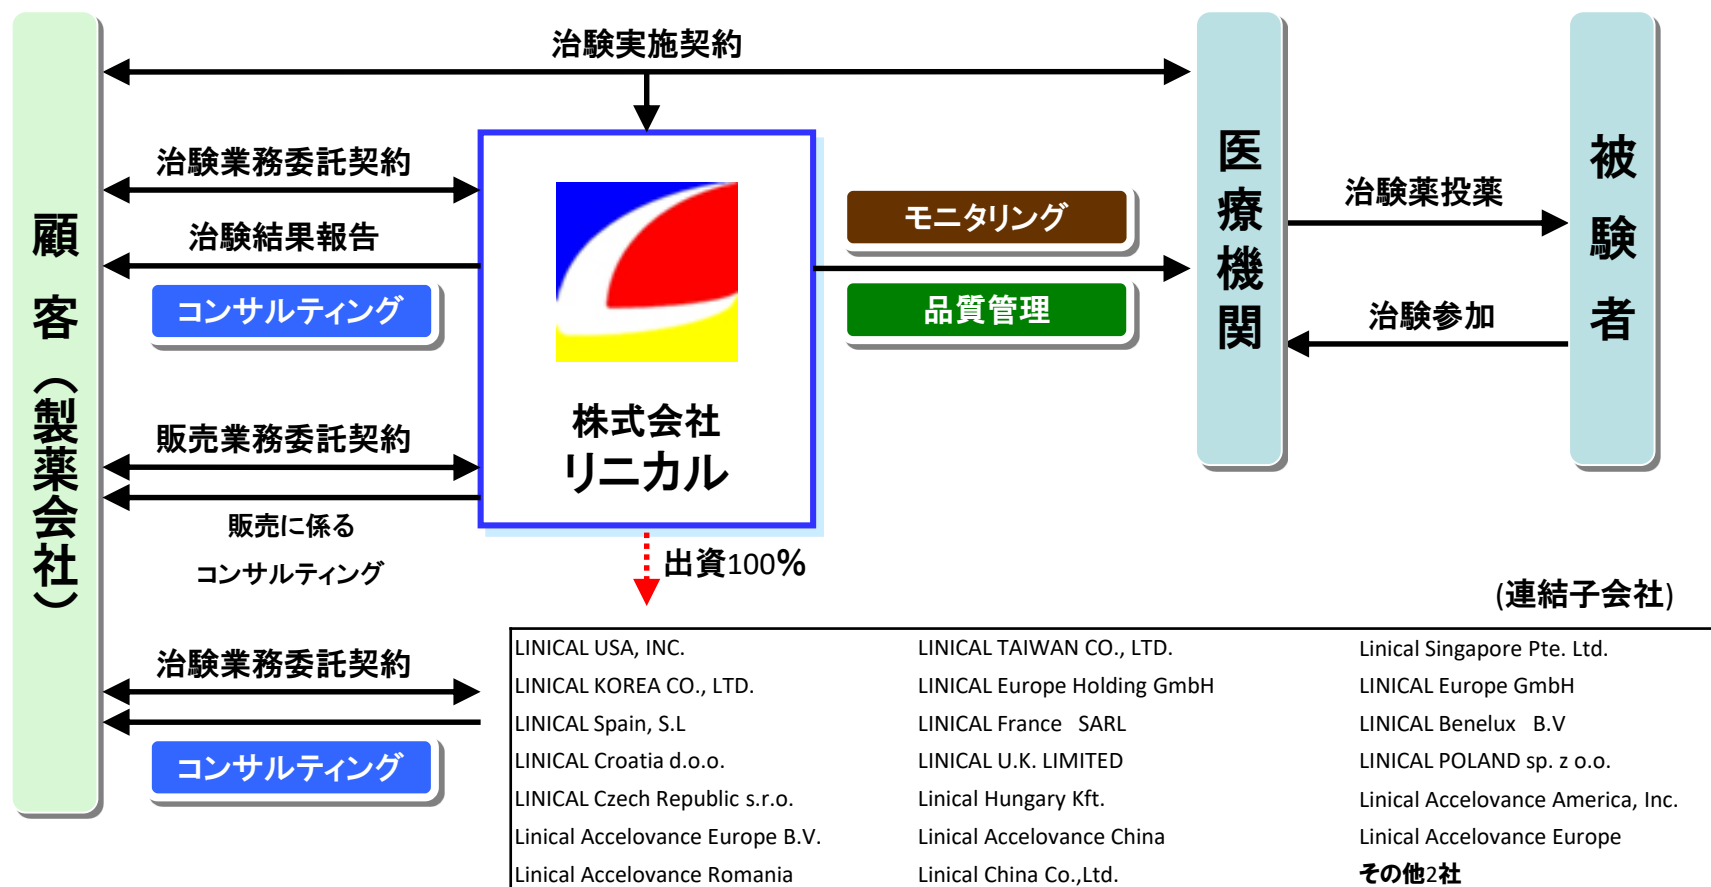 治験実施契約
顧客（製薬会社）
治験業務委託契約
治験結果報告
コンサルティング
販売業務委託契約
販売に係る
コンサルティング
治験業務委託契約
コンサルティング
株式会社
リニカル
出資100％
モニタリング
品質管理
医療機関
治験薬投薬
治験参加
被験者
(連結子会社)
LINICAL USA, INC. LINICAL TAIWAN CO., LTD. Linical Singapore Pte. Ltd.
LINICAL KOREA CO., LTD. LINICAL Europe Holding GmbH LINICAL Europe GmbH
LINICAL Spain, S.L LINICAL France SARL LINICAL Benelux B.V
LINICAL Croatia d.o.o. LINICAL U.K. LIMITED LINICAL POLAND sp. z o.o.
LINICAL Czech Republic s.r.o. Linical Hungary Kft. Linical Accelovance America, Inc.
Linical Accelovance Europe B.V. Linical Accelovance China Linical Accelovance Europe
Linical Accelovance Romania Linical China Co.,Ltd. その他2社